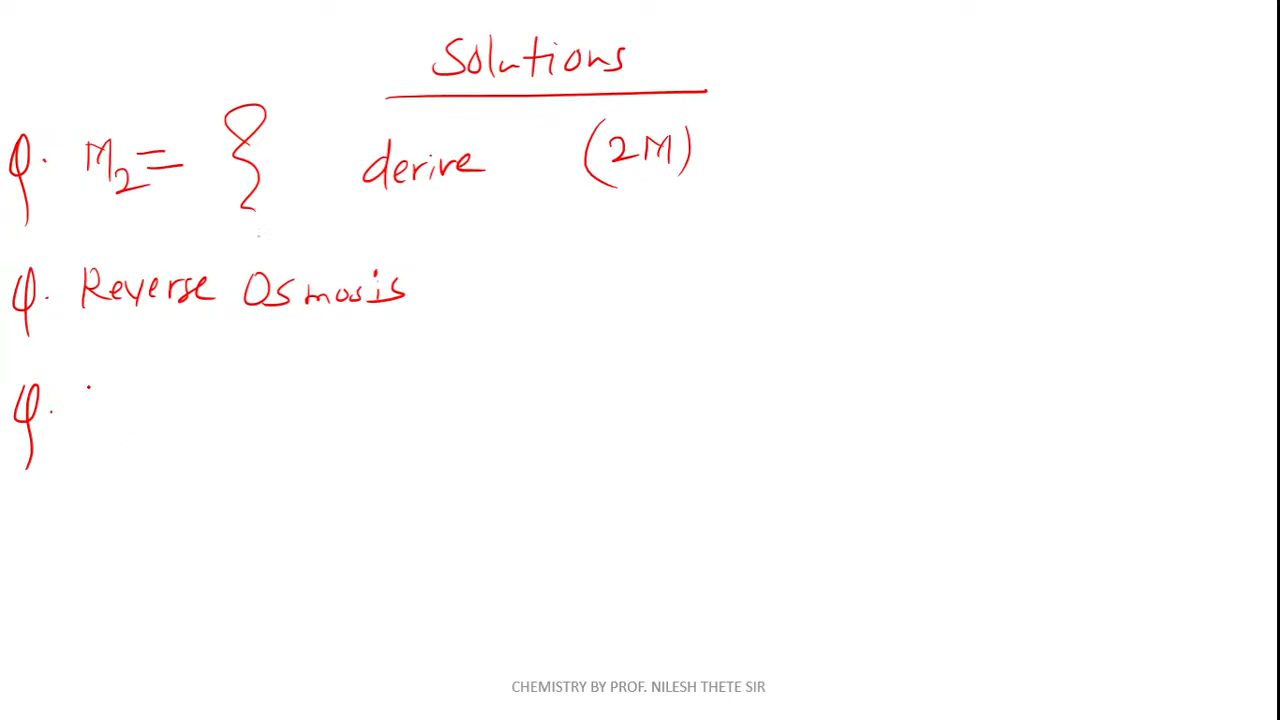 Solutions
Q. M2 = { derive (2M)
Q. Reverse Osmosis
Q.
CHEMISTRY BY PROF. NILESH THETE SIR